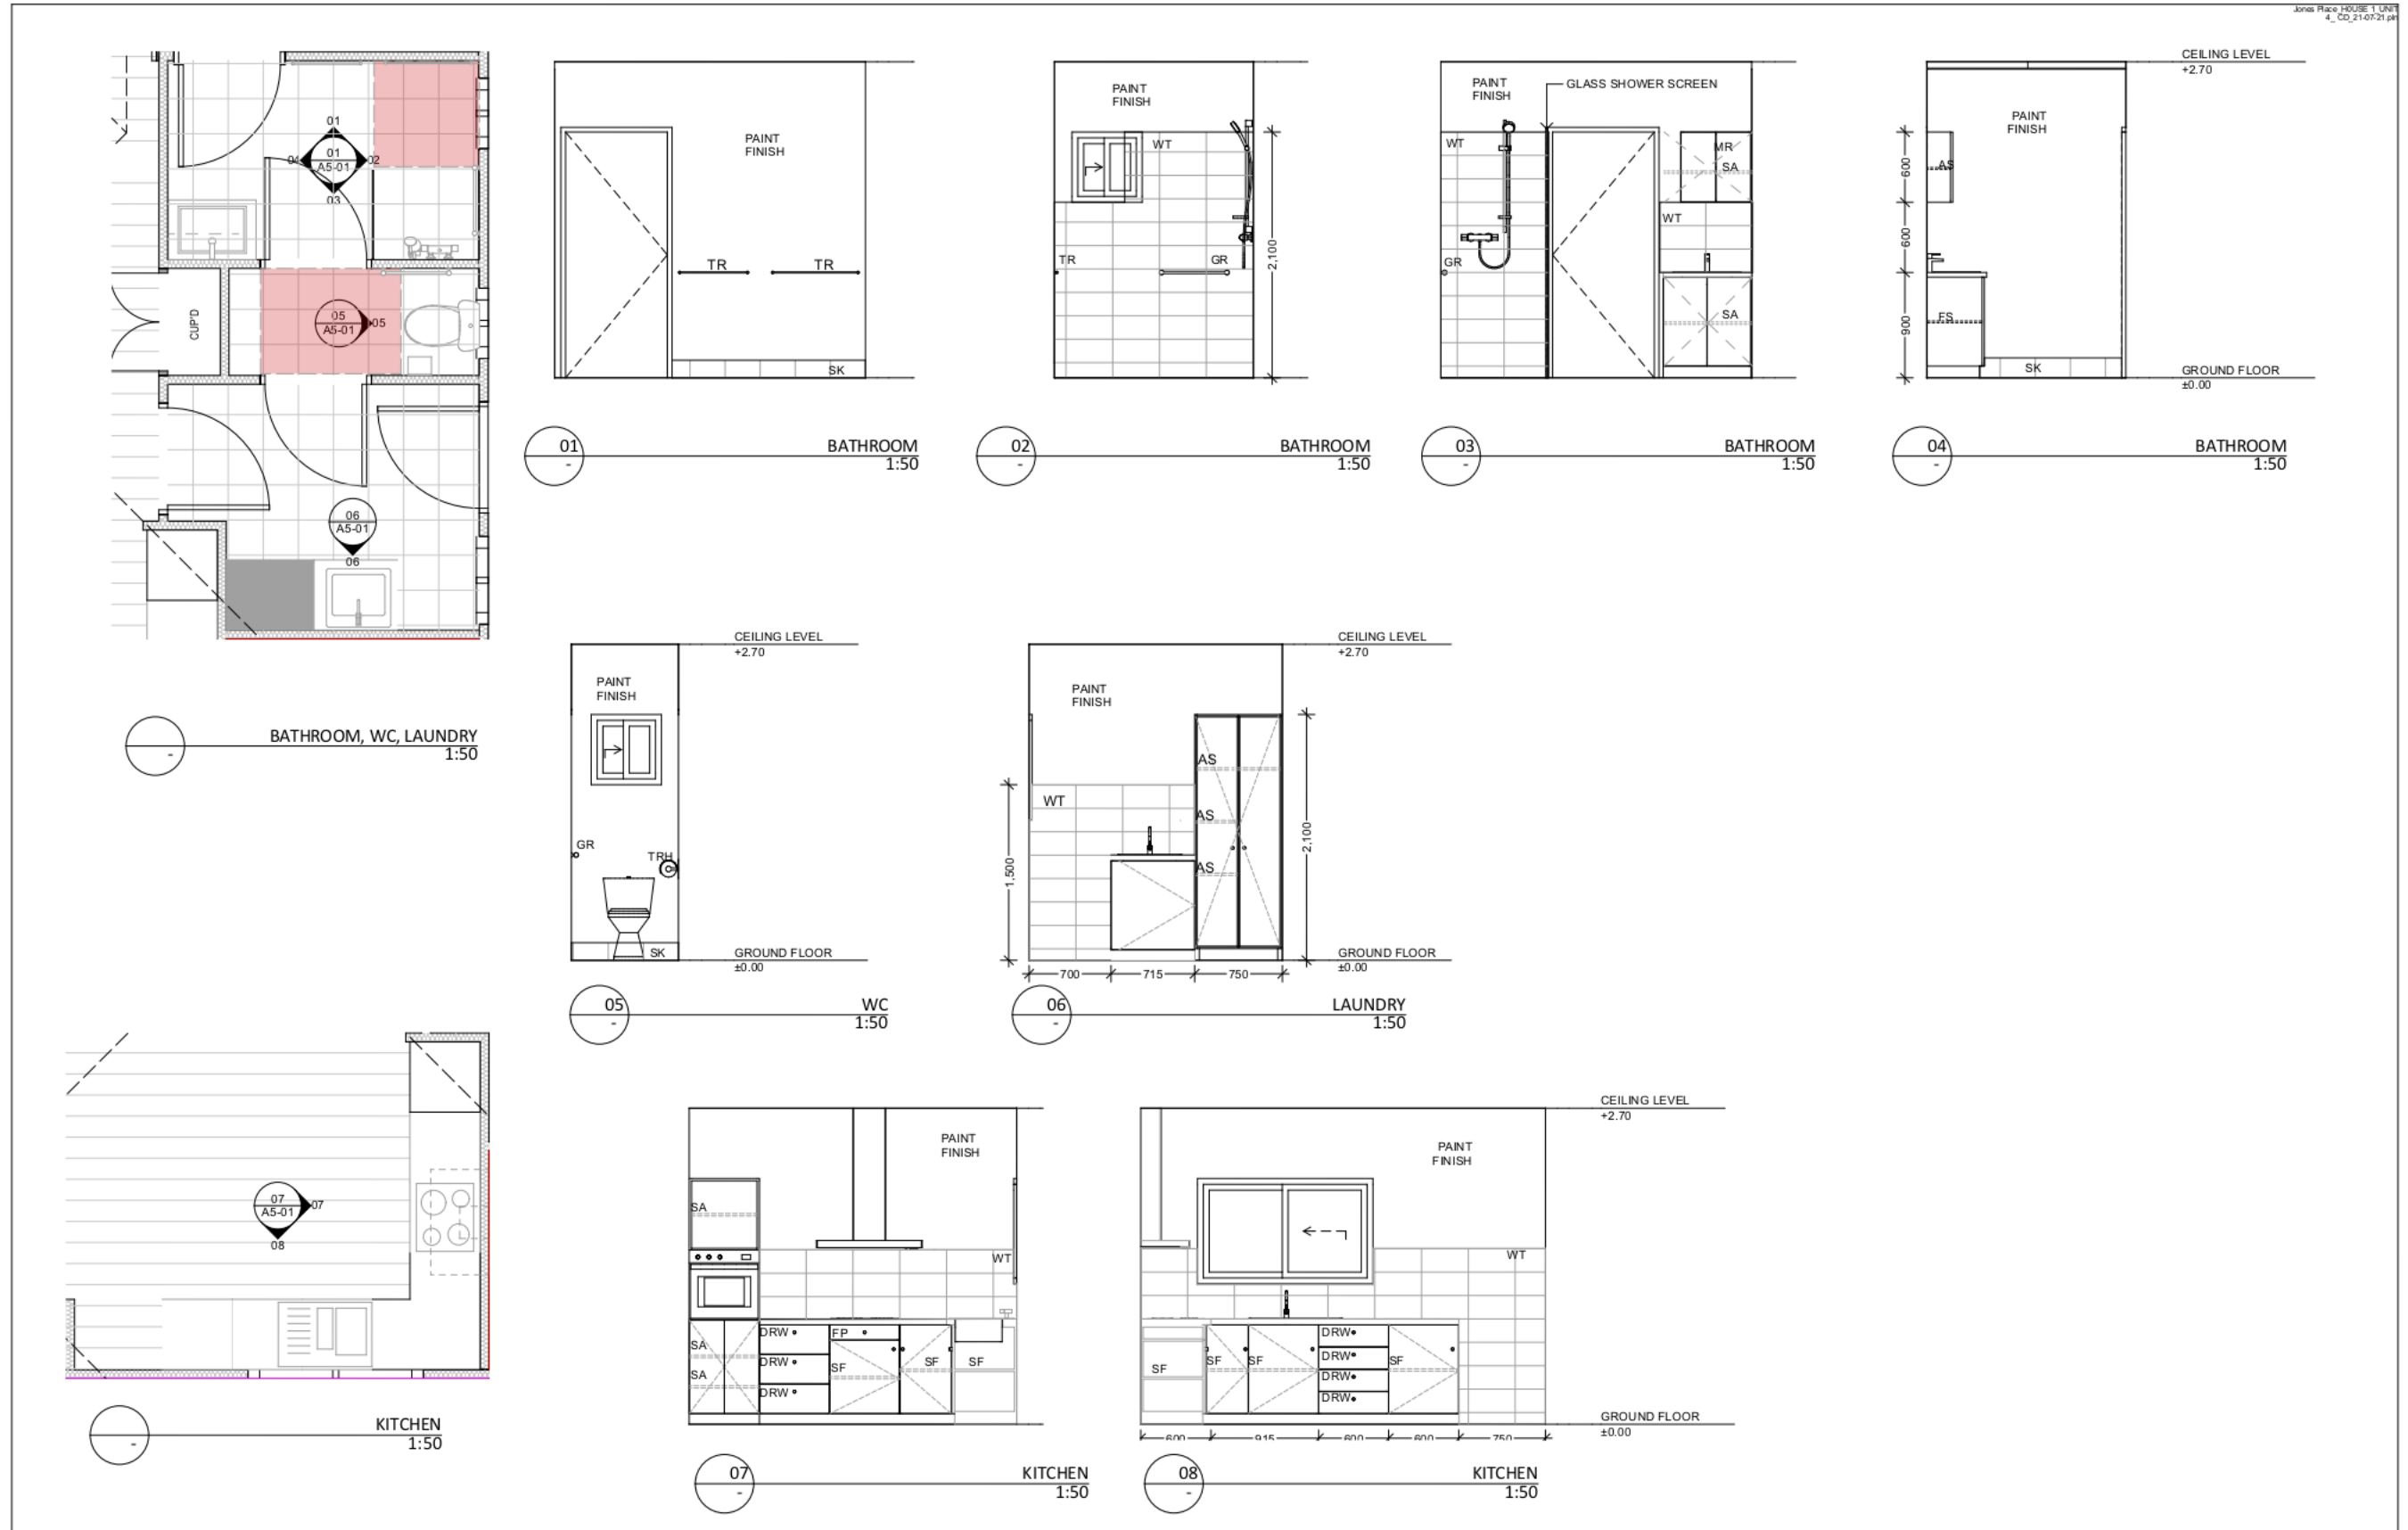 Jones Place_HOUSE 1_UNIT
4_ CD_21-07-21.pln
01
01
A5-01
02
03
04
CUP'D
05
A5-01
05
06
A5-01
06
BATHROOM, WC, LAUNDRY
1:50
-
PAINT
FINISH
TR
TR
SK
01
-
BATHROOM
1:50
PAINT
FINISH
WT
TR
GR
2,100
02
-
BATHROOM
1:50
PAINT
FINISH
GLASS SHOWER SCREEN
WT
MR
SA
WT
GR
SA
03
-
BATHROOM
1:50
CEILING LEVEL
+2.70
PAINT
FINISH
600
AS
600
900
FS
SK
GROUND FLOOR
±0.00
04
-
BATHROOM
1:50
CEILING LEVEL
+2.70
PAINT
FINISH
GR
TRH
SK
GROUND FLOOR
±0.00
05
-
WC
1:50
CEILING LEVEL
+2.70
PAINT
FINISH
AS
WT
AS
AS
1,500
2,100
GROUND FLOOR
±0.00
700
715
750
06
-
LAUNDRY
1:50
07
A5-01
07
08
KITCHEN
1:50
-
PAINT
FINISH
SA
WT
DRW
FP
SA
DRW
SF
SF
SF
SA
DRW
07
-
KITCHEN
1:50
CEILING LEVEL
+2.70
PAINT
FINISH
WT
DRW
SF
SF
SF
DRW
SF
DRW
DRW
GROUND FLOOR
±0.00
600
915
600
600
750
08
-
KITCHEN
1:50